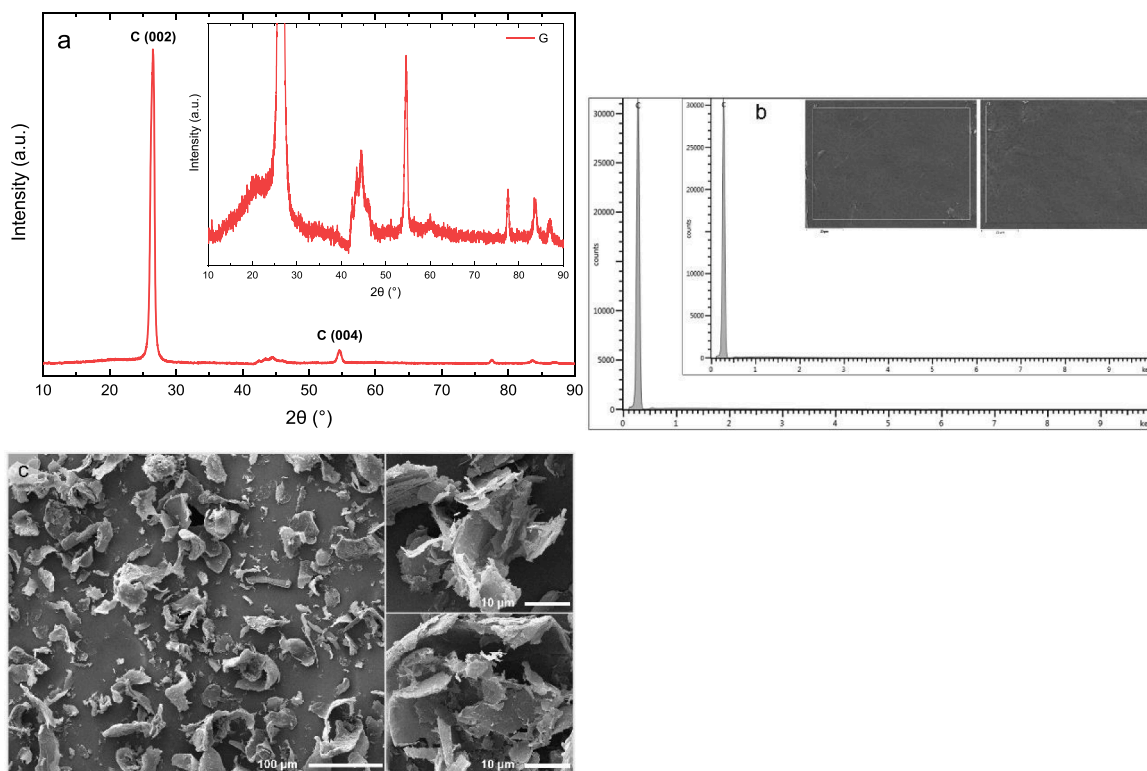 a
C (002)
C (004)
Intensity (a.u.)
10 20 30 40 50 60 70 80 90
2θ (°)
G
Intensity (a.u.)
10 20 30 40 50 60 70 80 90
2θ (°)
b
C
30000
25000
20000
15000
10000
5000
0
counts
0 1 2 3 4 5 6 7 8 9
C
30000
25000
20000
15000
10000
5000
0
counts
0 1 2 3 4 5 6 7 8 9
c
100 µm
10 µm
10 µm